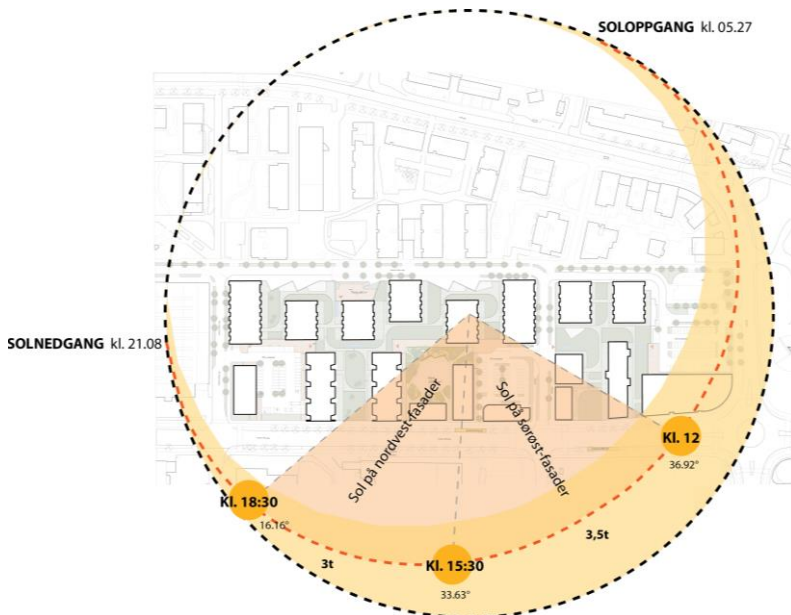 SOLOPPGANG kl. 05.27
SOLNEDGANG kl. 21.08
Sol på nordvest-fasader
Sol på sørøst-fasader
Kl. 12
36.92°
Kl. 18:30
16.16°
3,5t
3t
Kl. 15:30
33.63°